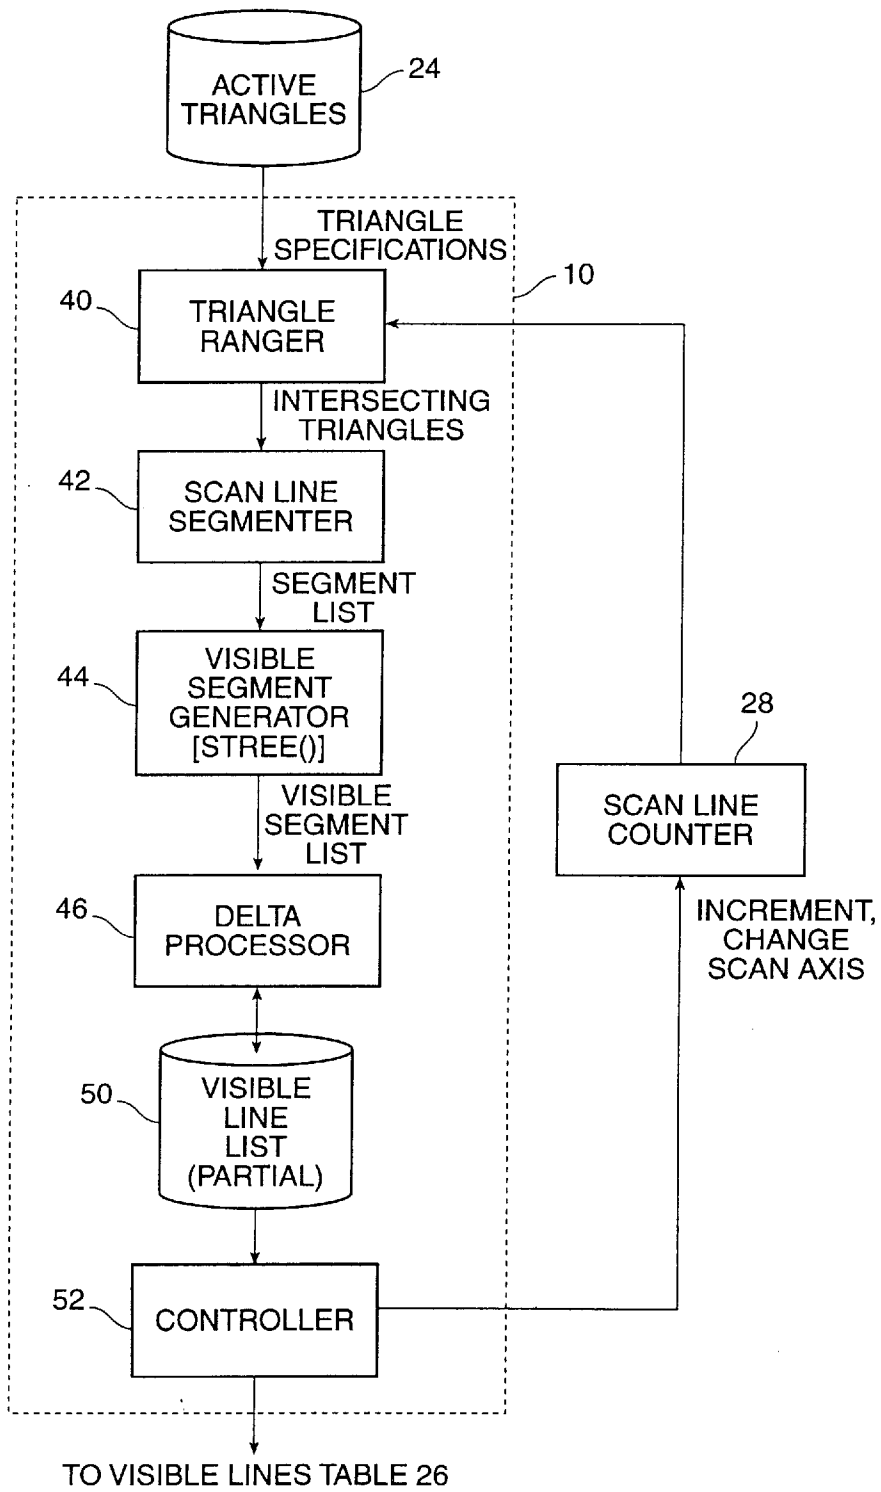 ACTIVE
TRIANGLES
24
TRIANGLE
SPECIFICATIONS
10
40
TRIANGLE
RANGER
INTERSECTING
TRIANGLES
42
SCAN LINE
SEGMENTER
SEGMENT
LIST
44
VISIBLE
SEGMENT
GENERATOR
[STREE()]
28
SCAN LINE
COUNTER
VISIBLE
SEGMENT
LIST
46
DELTA
PROCESSOR
INCREMENT,
CHANGE
SCAN AXIS
50
VISIBLE
LINE
LIST
(PARTIAL)
52
CONTROLLER
TO VISIBLE LINES TABLE 26